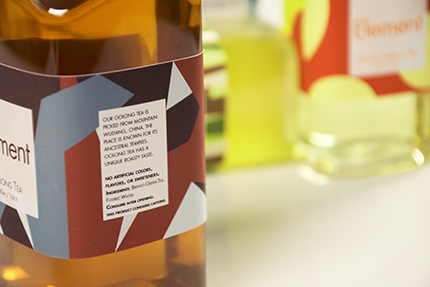 ement
OLONG TEA
OUR OOLONG TEA IS
PICKED FROM MOUNTAIN
WUDANG, CHINA. THE
PLACE IS KNOWN FOR ITS
ANCESTRAL TEMPLES.
OOLONG TEA HAS A
UNIQUE ROASTY TASTE.
NO ARTIFICIAL COLORS,
FLAVORS, OR SWEETENERS.
INGREDIENTS: BREWED GREEN TEA,
FILTERED WATER.
CONSUME AFTER OPENING.
THIS PRODUCT CONTAINS CAFFEINE.
Element